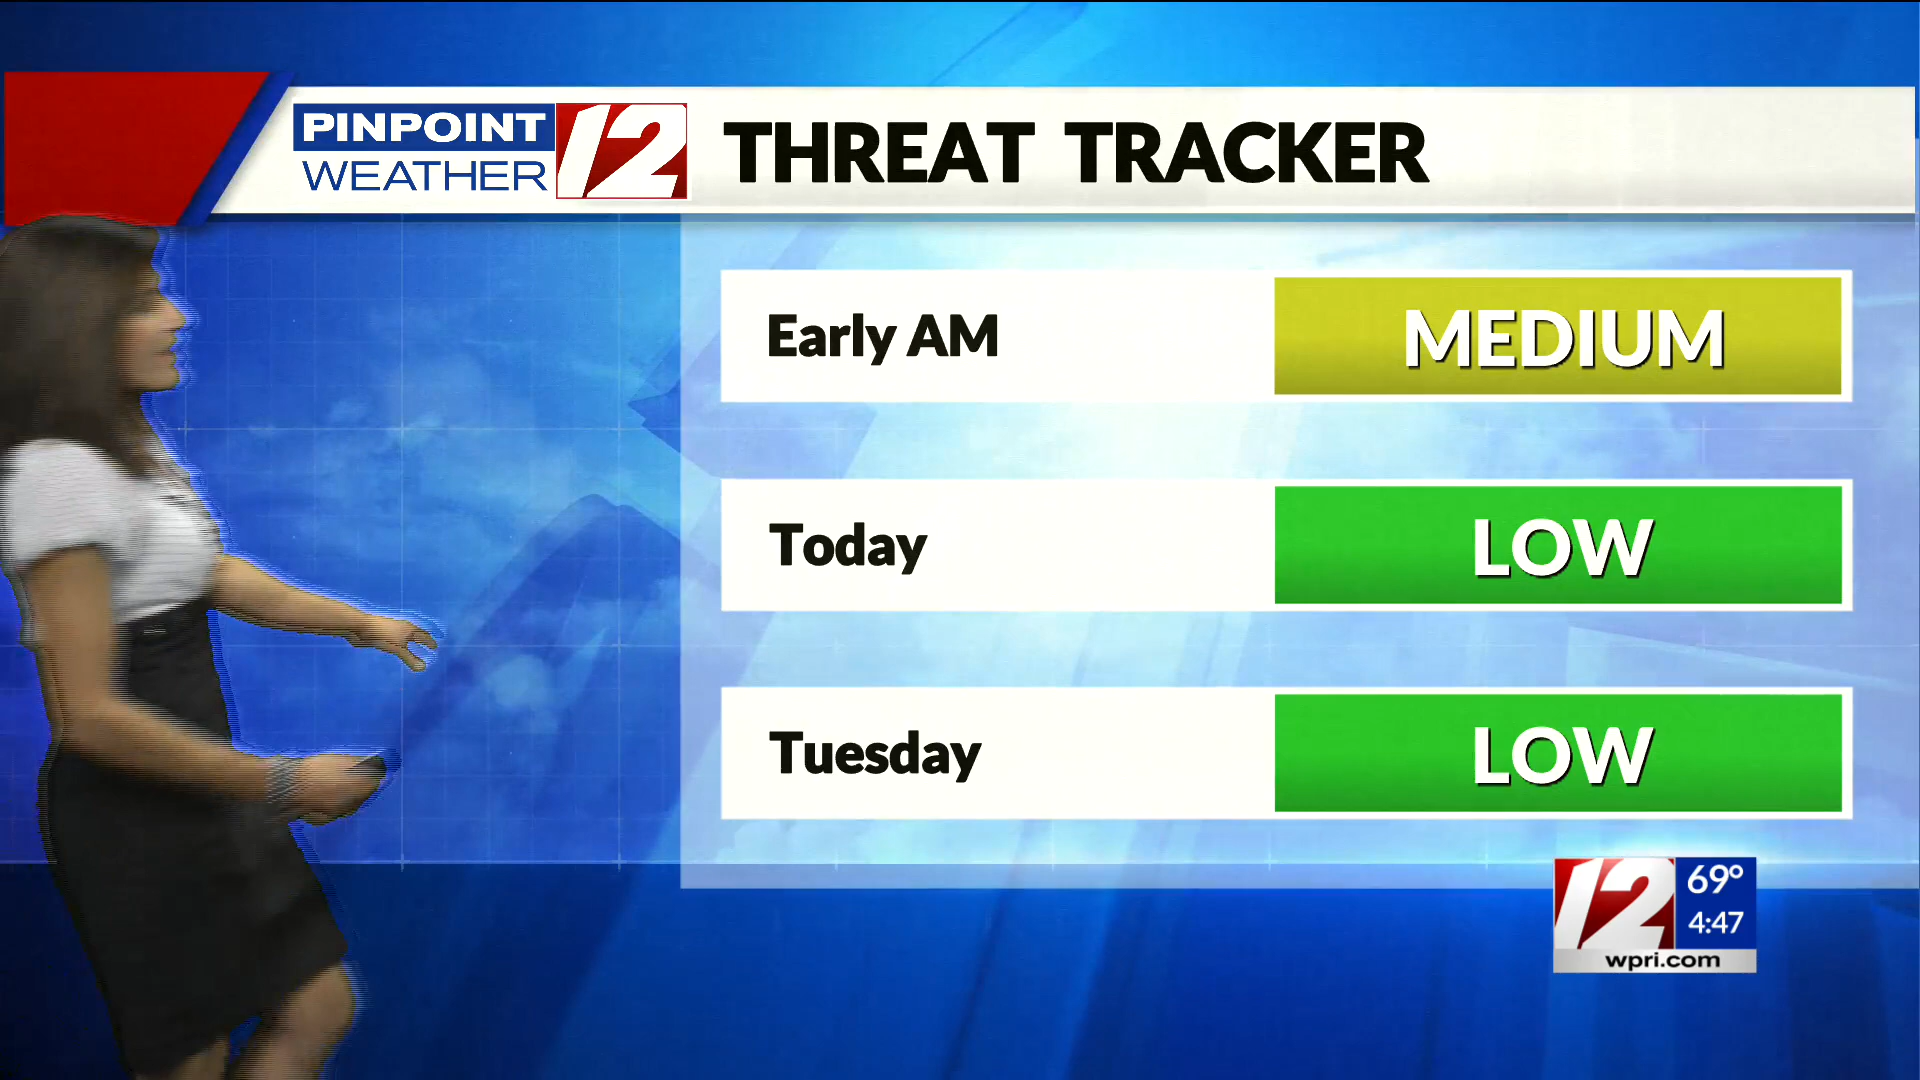 PINPOINT
WEATHER
12
THREAT TRACKER
Early AM
MEDIUM
Today
LOW
Tuesday
LOW
12
69°
4:47
wpri.com